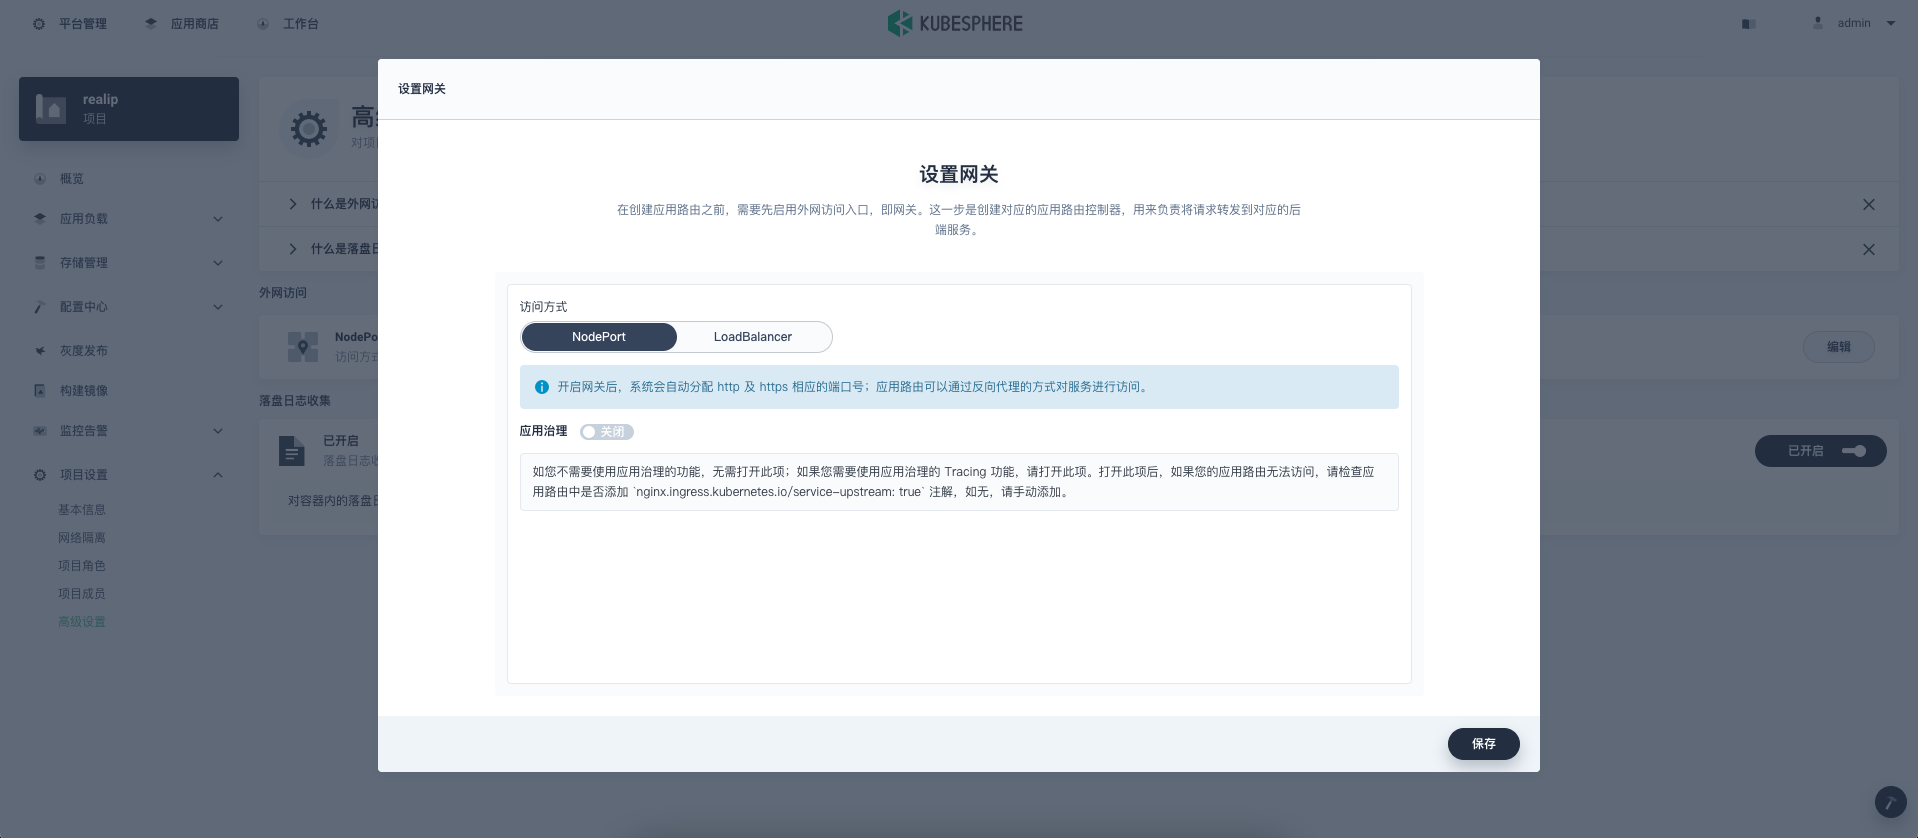 平台管理
应用商店
工作台
KUBESPHERE
admin
realip
项目
概览
应用负载
存储管理
配置中心
灰度发布
构建镜像
监控告警
项目设置
基本信息
网络隔离
项目角色
项目成员
高级设置
对项
什么是外网
什么是落盘
外网访问
NodePo
访问方
编辑
落盘日志收集
已开启
落盘日志
已开启
对容器内的落盘
设置网关
设置网关
在创建应用路由之前，需要先启用外网访问入口，即网关。这一步是创建对应的应用路由控制器，用来负责将请求转发到对应的后
端服务。
访问方式
NodePort
LoadBalancer
开启网关后，系统会自动分配 http 及 https 相应的端口号；应用路由可以通过反向代理的方式对服务进行访问。
应用治理
关闭
如您不需要使用应用治理的功能，无需打开此项；如果您需要使用应用治理的 Tracing 功能，请打开此项。打开此项后，如果您的应用路由无法访问，请检查应
用路由中是否添加 `nginx.ingress.kubernetes.io/service-upstream: true` 注解，如无，请手动添加。
保存